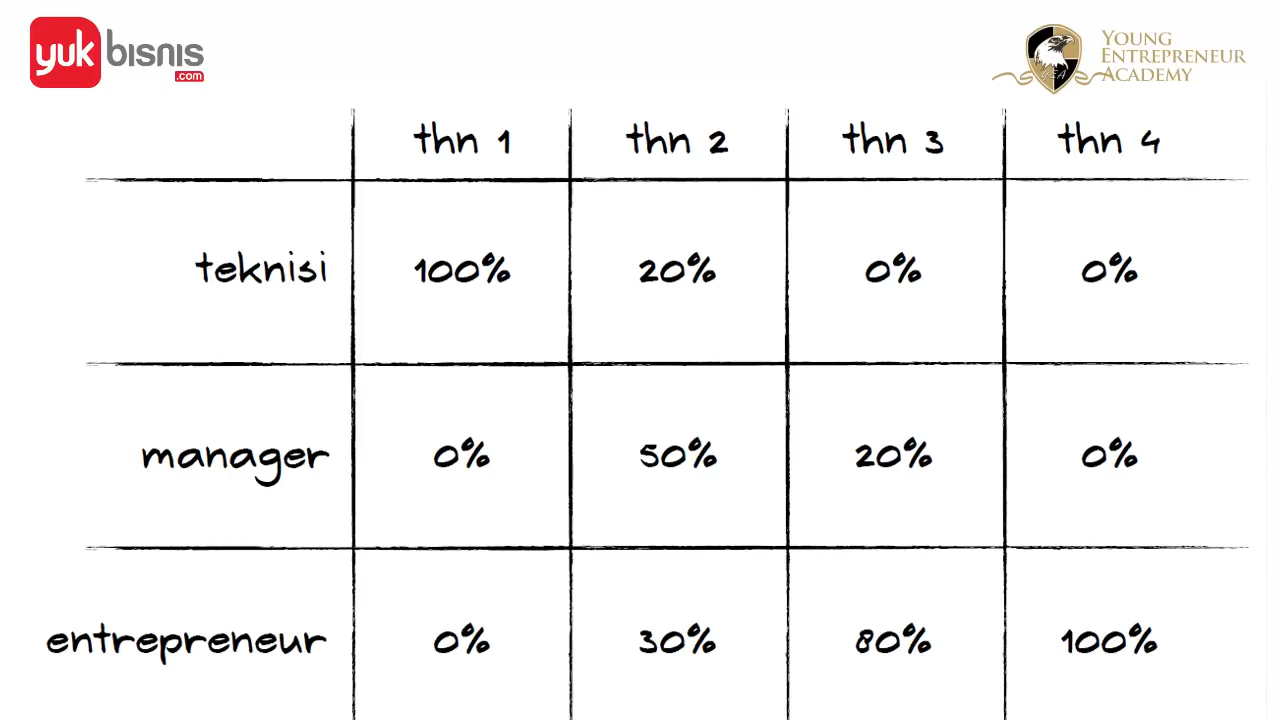 yukbisnis
.com
YOUNG
ENTREPRENEUR
ACADEMY
YEA
thn 1 thn 2 thn 3 thn 4
teknisi 100% 20% 0% 0%
manager 0% 50% 20% 0%
entrepreneur 0% 30% 80% 100%